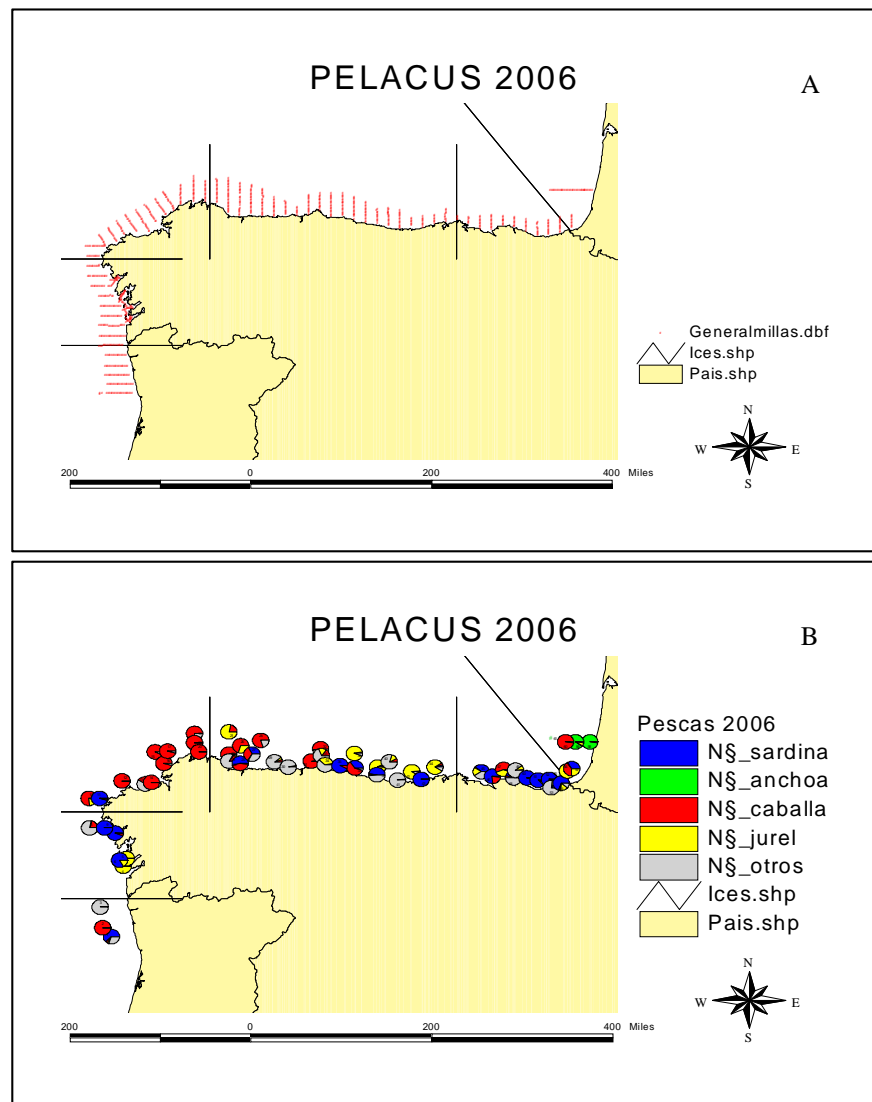 PELACUS 2006
A
Generalmillas.dbf
Ices.shp
Pais.shp
N
W E
S
200 0 200 400 Miles
PELACUS 2006
B
Pescas 2006
N§_sardina
N§_anchoa
N§_caballa
N§_jurel
N§_otros
Ices.shp
Pais.shp
N
W E
S
200 0 200 400 Miles